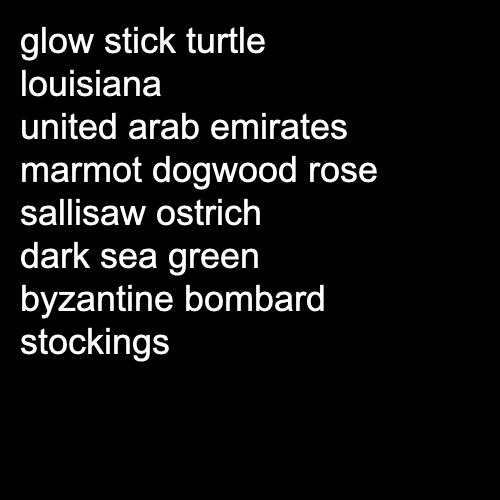 glow stick turtle
louisiana
united arab emirates
marmot dogwood rose
sallisaw ostrich
dark sea green
byzantine bombard
stockings